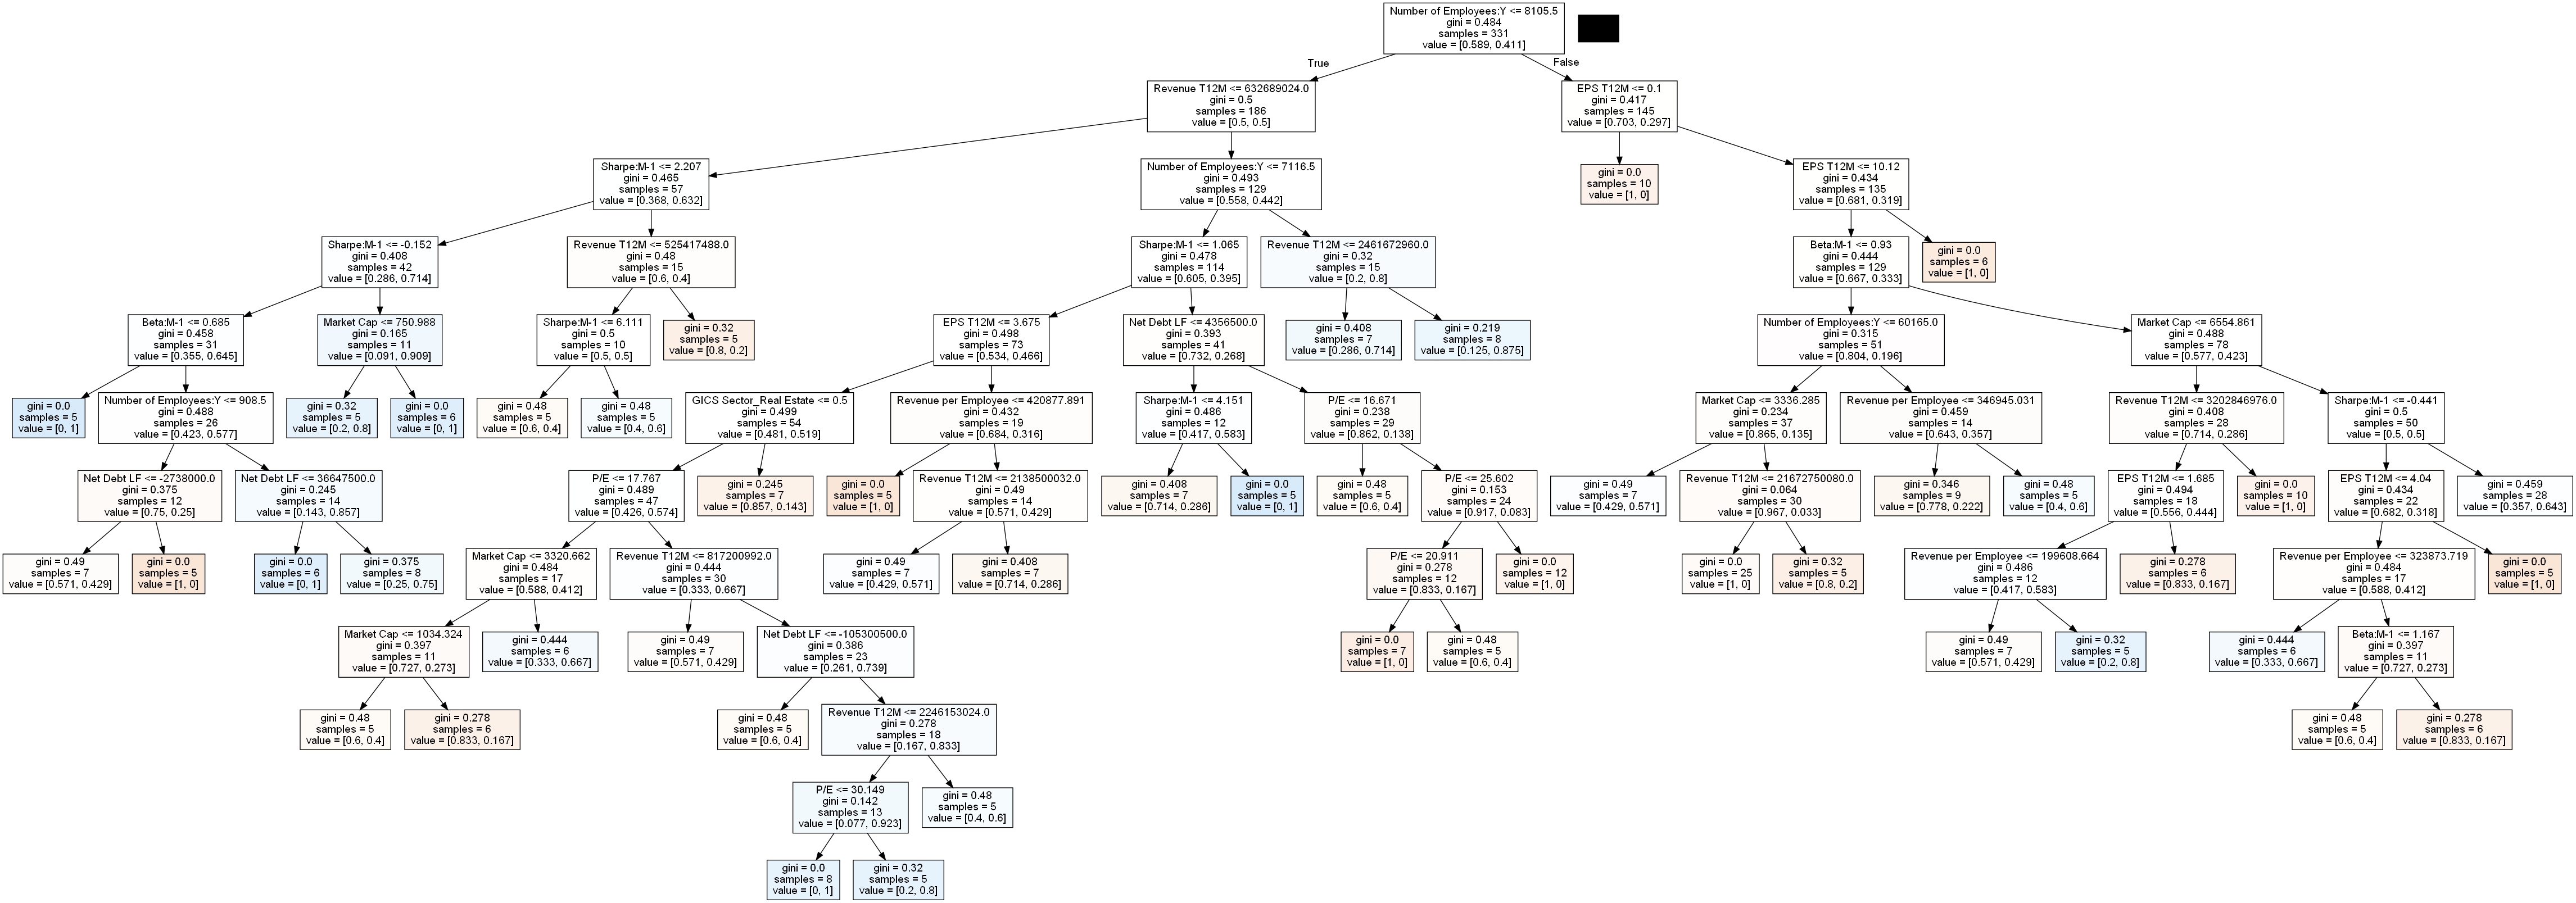 Number of Employees:Y <= 8105.5
gini = 0.484
samples = 331
value = [0.589, 0.411]
True
False
Revenue T12M <= 632689024.0
gini = 0.5
samples = 186
value = [0.5, 0.5]
EPS T12M <= 0.1
gini = 0.417
samples = 145
value = [0.703, 0.297]
Sharpe:M-1 <= 2.207
gini = 0.465
samples = 57
value = [0.368, 0.632]
Number of Employees:Y <= 7116.5
gini = 0.493
samples = 129
value = [0.558, 0.442]
gini = 0.0
samples = 10
value = [1, 0]
EPS T12M <= 10.12
gini = 0.434
samples = 135
value = [0.681, 0.319]
Sharpe:M-1 <= -0.152
gini = 0.408
samples = 42
value = [0.286, 0.714]
Revenue T12M <= 525417488.0
gini = 0.48
samples = 15
value = [0.6, 0.4]
Sharpe:M-1 <= 1.065
gini = 0.478
samples = 114
value = [0.605, 0.395]
Revenue T12M <= 2461672960.0
gini = 0.32
samples = 15
value = [0.2, 0.8]
Beta:M-1 <= 0.93
gini = 0.444
samples = 129
value = [0.667, 0.333]
gini = 0.0
samples = 6
value = [1, 0]
Beta:M-1 <= 0.685
gini = 0.458
samples = 31
value = [0.355, 0.645]
Market Cap <= 750.988
gini = 0.165
samples = 11
value = [0.091, 0.909]
Sharpe:M-1 <= 6.111
gini = 0.5
samples = 10
value = [0.5, 0.5]
gini = 0.32
samples = 5
value = [0.8, 0.2]
EPS T12M <= 3.675
gini = 0.498
samples = 73
value = [0.534, 0.466]
Net Debt LF <= 4356500.0
gini = 0.393
samples = 41
value = [0.732, 0.268]
gini = 0.408
samples = 7
value = [0.286, 0.714]
gini = 0.219
samples = 8
value = [0.125, 0.875]
Number of Employees:Y <= 60165.0
gini = 0.315
samples = 51
value = [0.804, 0.196]
Market Cap <= 6554.861
gini = 0.488
samples = 78
value = [0.577, 0.423]
gini = 0.0
samples = 5
value = [0, 1]
Number of Employees:Y <= 908.5
gini = 0.488
samples = 26
value = [0.423, 0.577]
gini = 0.32
samples = 5
value = [0.2, 0.8]
gini = 0.0
samples = 6
value = [0, 1]
gini = 0.48
samples = 5
value = [0.6, 0.4]
gini = 0.48
samples = 5
value = [0.4, 0.6]
GICS Sector_Real Estate <= 0.5
gini = 0.499
samples = 54
value = [0.481, 0.519]
Revenue per Employee <= 420877.891
gini = 0.432
samples = 19
value = [0.684, 0.316]
Sharpe:M-1 <= 4.151
gini = 0.486
samples = 12
value = [0.417, 0.583]
P/E <= 16.671
gini = 0.238
samples = 29
value = [0.862, 0.138]
Market Cap <= 3336.285
gini = 0.234
samples = 37
value = [0.865, 0.135]
Revenue per Employee <= 346945.031
gini = 0.459
samples = 14
value = [0.643, 0.357]
Revenue T12M <= 3202846976.0
gini = 0.408
samples = 28
value = [0.714, 0.286]
Sharpe:M-1 <= -0.441
gini = 0.5
samples = 50
value = [0.5, 0.5]
Net Debt LF <= -2738000.0
gini = 0.375
samples = 12
value = [0.75, 0.25]
Net Debt LF <= 36647500.0
gini = 0.245
samples = 14
value = [0.143, 0.857]
P/E <= 17.767
gini = 0.489
samples = 47
value = [0.426, 0.574]
gini = 0.245
samples = 7
value = [0.857, 0.143]
gini = 0.0
samples = 5
value = [1, 0]
Revenue T12M <= 2138500032.0
gini = 0.49
samples = 14
value = [0.571, 0.429]
gini = 0.408
samples = 7
value = [0.714, 0.286]
gini = 0.0
samples = 5
value = [0, 1]
gini = 0.48
samples = 5
value = [0.6, 0.4]
P/E <= 25.602
gini = 0.153
samples = 24
value = [0.917, 0.083]
gini = 0.49
samples = 7
value = [0.429, 0.571]
Revenue T12M <= 21672750080.0
gini = 0.064
samples = 30
value = [0.967, 0.033]
gini = 0.346
samples = 9
value = [0.778, 0.222]
gini = 0.48
samples = 5
value = [0.4, 0.6]
EPS T12M <= 1.685
gini = 0.494
samples = 18
value = [0.556, 0.444]
gini = 0.0
samples = 10
value = [1, 0]
EPS T12M <= 4.04
gini = 0.434
samples = 22
value = [0.682, 0.318]
gini = 0.459
samples = 28
value = [0.357, 0.643]
gini = 0.49
samples = 7
value = [0.571, 0.429]
gini = 0.0
samples = 5
value = [1, 0]
gini = 0.0
samples = 6
value = [0, 1]
gini = 0.375
samples = 8
value = [0.25, 0.75]
Market Cap <= 3320.662
gini = 0.484
samples = 17
value = [0.588, 0.412]
Revenue T12M <= 817200992.0
gini = 0.444
samples = 30
value = [0.333, 0.667]
gini = 0.49
samples = 7
value = [0.429, 0.571]
gini = 0.408
samples = 7
value = [0.714, 0.286]
P/E <= 20.911
gini = 0.278
samples = 12
value = [0.833, 0.167]
gini = 0.0
samples = 12
value = [1, 0]
gini = 0.0
samples = 25
value = [1, 0]
gini = 0.32
samples = 5
value = [0.8, 0.2]
Revenue per Employee <= 199608.664
gini = 0.486
samples = 12
value = [0.417, 0.583]
gini = 0.278
samples = 6
value = [0.833, 0.167]
Revenue per Employee <= 323873.719
gini = 0.484
samples = 17
value = [0.588, 0.412]
gini = 0.0
samples = 5
value = [1, 0]
Market Cap <= 1034.324
gini = 0.397
samples = 11
value = [0.727, 0.273]
gini = 0.444
samples = 6
value = [0.333, 0.667]
gini = 0.49
samples = 7
value = [0.571, 0.429]
Net Debt LF <= -105300500.0
gini = 0.386
samples = 23
value = [0.261, 0.739]
gini = 0.0
samples = 7
value = [1, 0]
gini = 0.48
samples = 5
value = [0.6, 0.4]
gini = 0.49
samples = 7
value = [0.571, 0.429]
gini = 0.32
samples = 5
value = [0.2, 0.8]
gini = 0.444
samples = 6
value = [0.333, 0.667]
Beta:M-1 <= 1.167
gini = 0.397
samples = 11
value = [0.727, 0.273]
gini = 0.48
samples = 5
value = [0.6, 0.4]
gini = 0.278
samples = 6
value = [0.833, 0.167]
gini = 0.48
samples = 5
value = [0.6, 0.4]
Revenue T12M <= 2246153024.0
gini = 0.278
samples = 18
value = [0.167, 0.833]
gini = 0.48
samples = 5
value = [0.6, 0.4]
gini = 0.278
samples = 6
value = [0.833, 0.167]
P/E <= 30.149
gini = 0.142
samples = 13
value = [0.077, 0.923]
gini = 0.48
samples = 5
value = [0.4, 0.6]
gini = 0.0
samples = 8
value = [0, 1]
gini = 0.32
samples = 5
value = [0.2, 0.8]